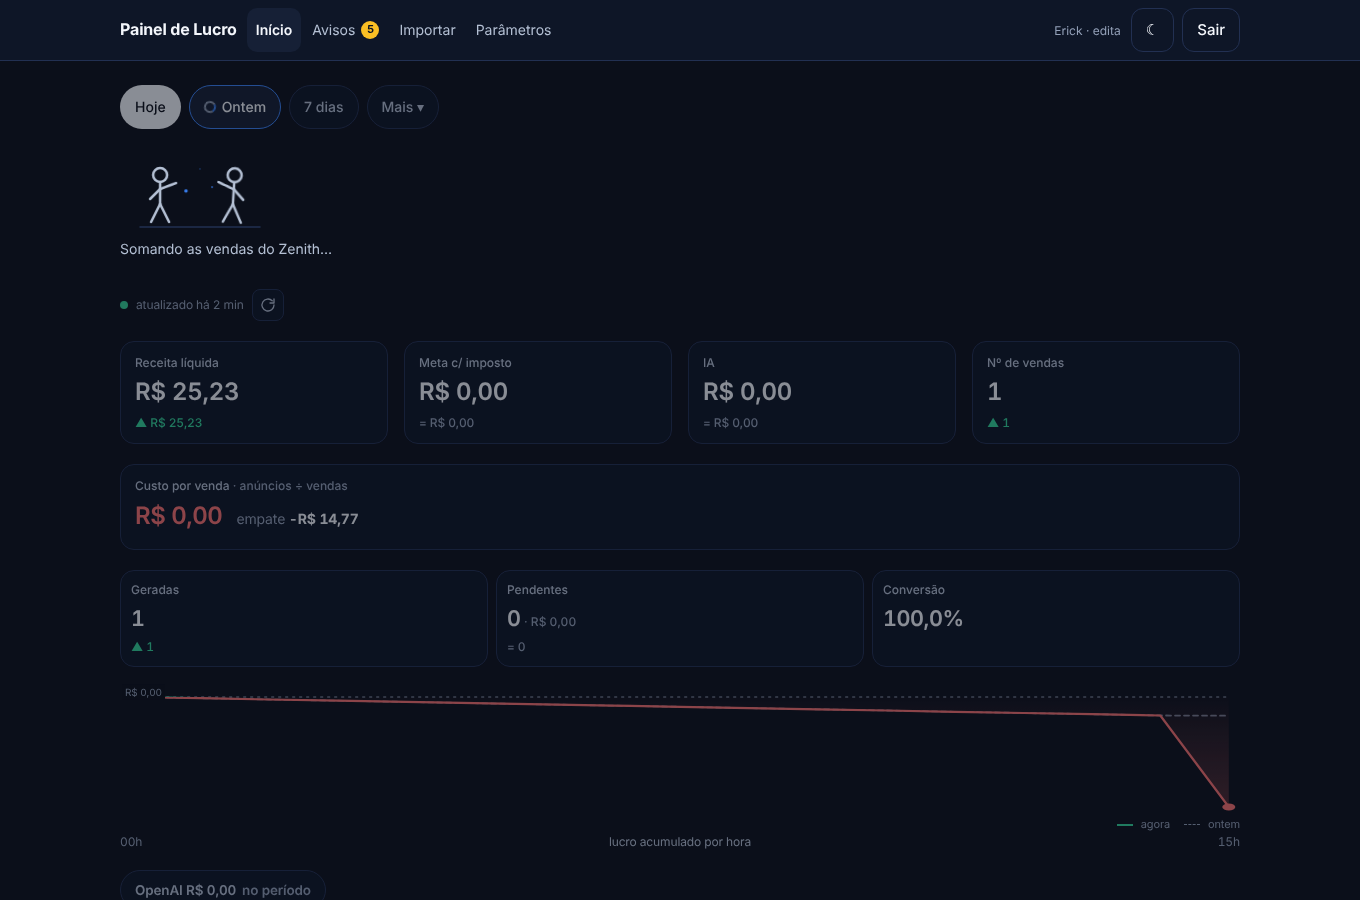 Painel de Lucro Início Avisos 5 Importar Parâmetros Erick · edita ☾ Sair
Hoje Ontem 7 dias Mais ▾
Somando as vendas do Zenith...
atualizado há 2 min
Receita líquida
R$ 25,23
▲ R$ 25,23
Meta c/ imposto
R$ 0,00
= R$ 0,00
IA
R$ 0,00
= R$ 0,00
Nº de vendas
1
▲ 1
Custo por venda · anúncios ÷ vendas
R$ 0,00 empate -R$ 14,77
Geradas
1
▲ 1
Pendentes
0 · R$ 0,00
= 0
Conversão
100,0%
R$ 0,00
agora ontem
00h lucro acumulado por hora 15h
OpenAI R$ 0,00 no período